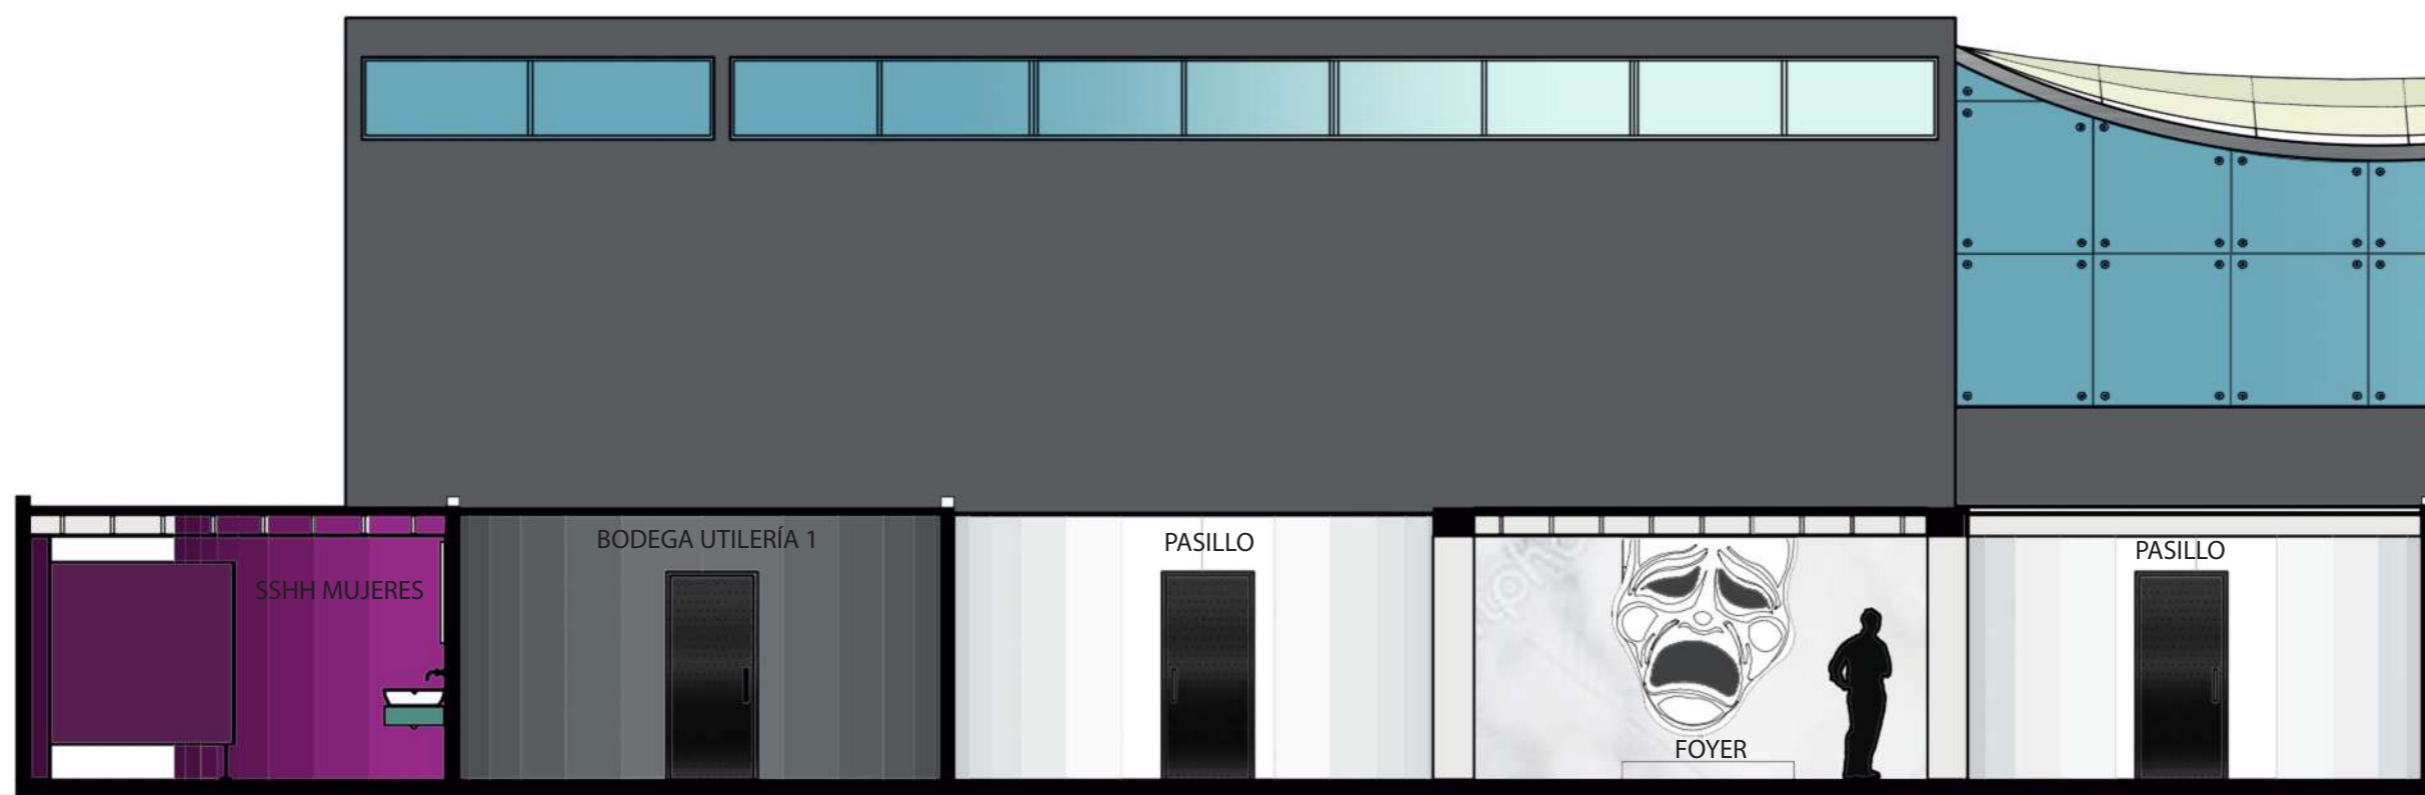 SSHH MUJERES
BODEGA UTILERÍA 1
PASILLO
FOYER
PASILLO